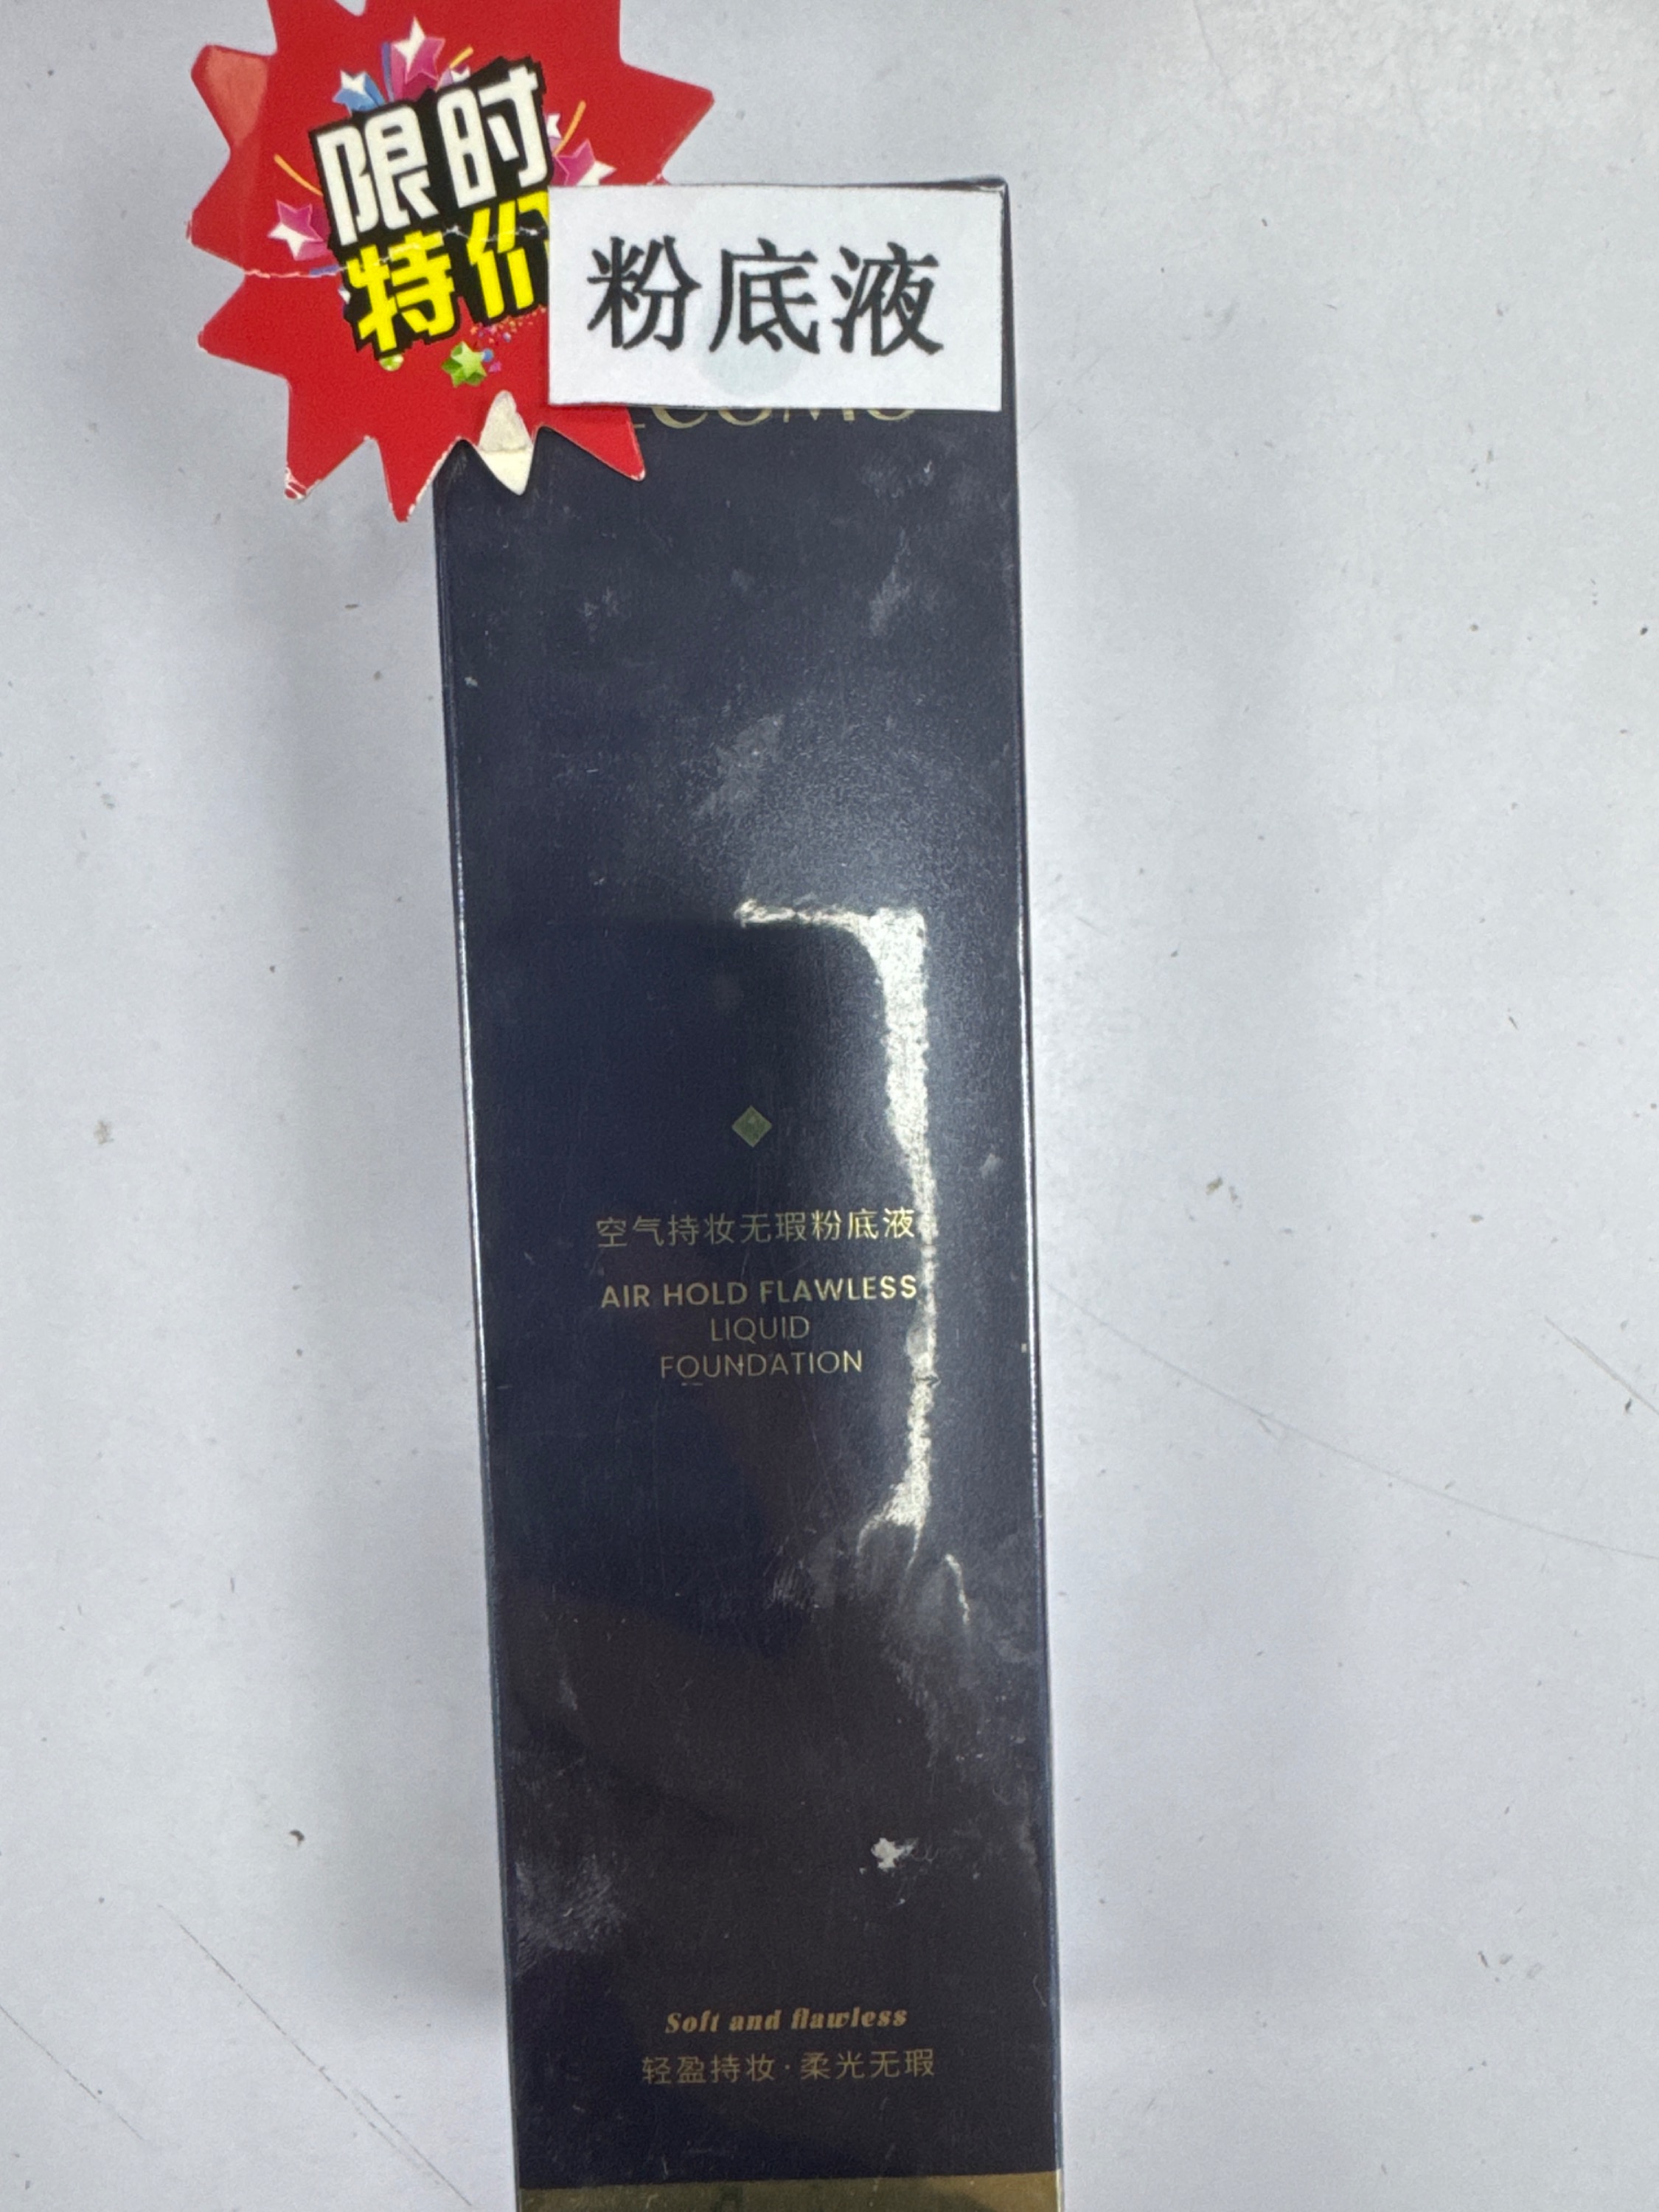 限时
特价
粉底液
空气持妆无瑕粉底液
AIR HOLD FLAWLESS
LIQUID
FOUNDATION
Soft and flawless
轻盈持妆·柔光无瑕